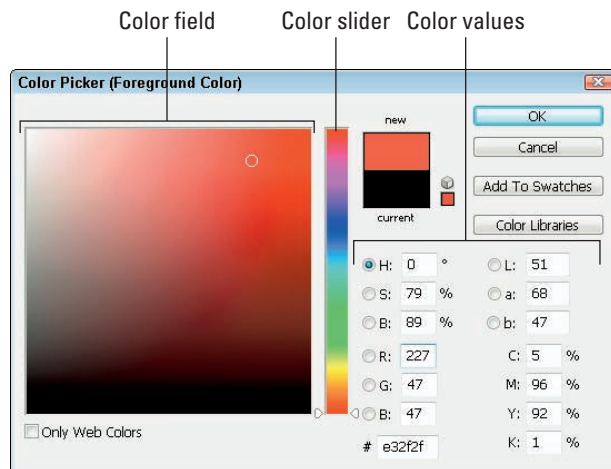 Color field Color slider Color values
Color Picker (Foreground Color)
new
current
OK
Cancel
Add To Swatches
Color Libraries
H: 0 ° L: 51
S: 79 % a: 68
B: 89 % b: 47
R: 227 C: 5 %
G: 47 M: 96 %
B: 47 Y: 92 %
# e32f2f K: 1 %
Only Web Colors